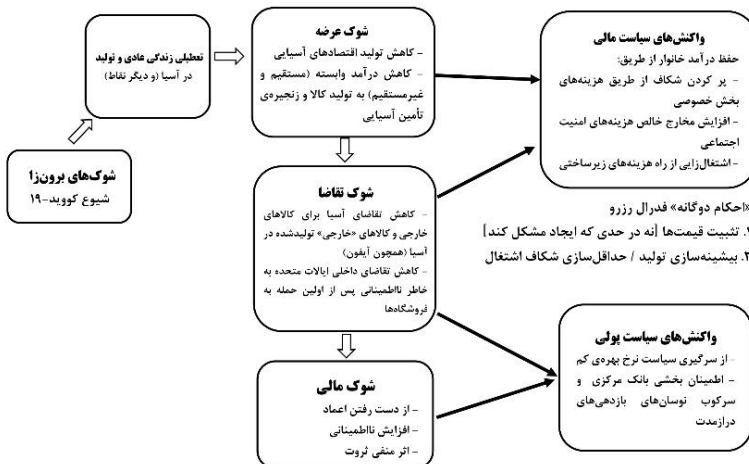 شوک‌های برون‌زا
شیوع کووید-۱۹
تعطیلی زندگی عادی و تولید
در آسیا (و دیگر نقاط)
شوک عرضه
- کاهش تولید اقتصادهای آسیایی
- کاهش درآمد وابسته (مستقیم و
غیرمستقیم) به تولید کالا و زنجیره‌ی
تأمین آسیایی
شوک تقاضا
- کاهش تقاضای آسیا برای کالاهای
خارجی و کالاهای «خارجی» تولیدشده در
آسیا (همچون آیفون)
- کاهش تقاضای داخلی ایالات متحده به
خاطر نااطمینانی پس از اولین حمله به
فروشگاه‌ها
شوک مالی
- از دست رفتن اعماد
- افزایش نااطمینانی
- اثر منفی ثروت
واکنش‌های سیاست مالی
حفظ درآمد خانوار از طریق:
- پر کردن شکاف از طریق هزینه‌های
بخش خصوصی
- افزایش مخارج خالص هزینه‌های امنیت
اجتماعی
- اشتغال‌زایی از راه هزینه‌های زیرساختی
«احکام دوگانه» فدرال رزرو
۱. تثبیت قیمت‌ها [نه در حدی که ایجاد مشکل کند]
۲. بیشینه‌سازی تولید / حداقل‌سازی شکاف اشتغال
واکنش‌های سیاست پولی
- از سرگیری سیاست نرخ بهره‌ی کم
- اطمینان بخشی بانک مرکزی و
سرکوب نوسان‌های بازدهی‌های
درازمدت